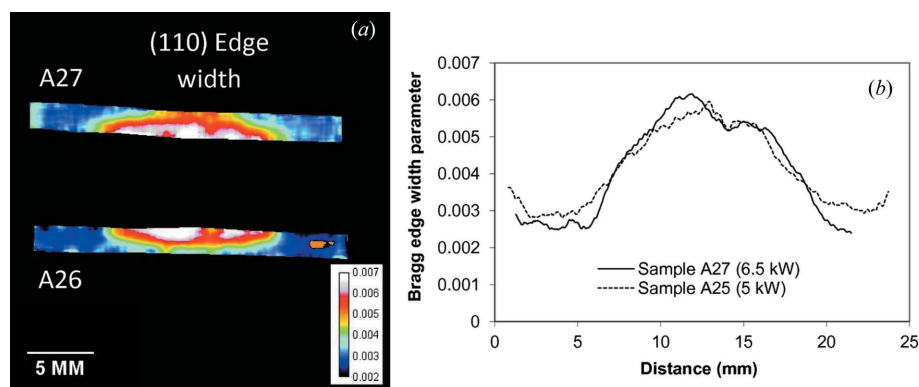 (a)
(110) Edge
width
A27
A26
0.007
0.006
0.005
0.004
0.003
0.002
5 MM
(b)
Bragg edge width parameter
0.007
0.006
0.005
0.004
0.003
0.002
0.001
0
Sample A27 (6.5 kW)
Sample A25 (5 kW)
0 5 10 15 20 25
Distance (mm)